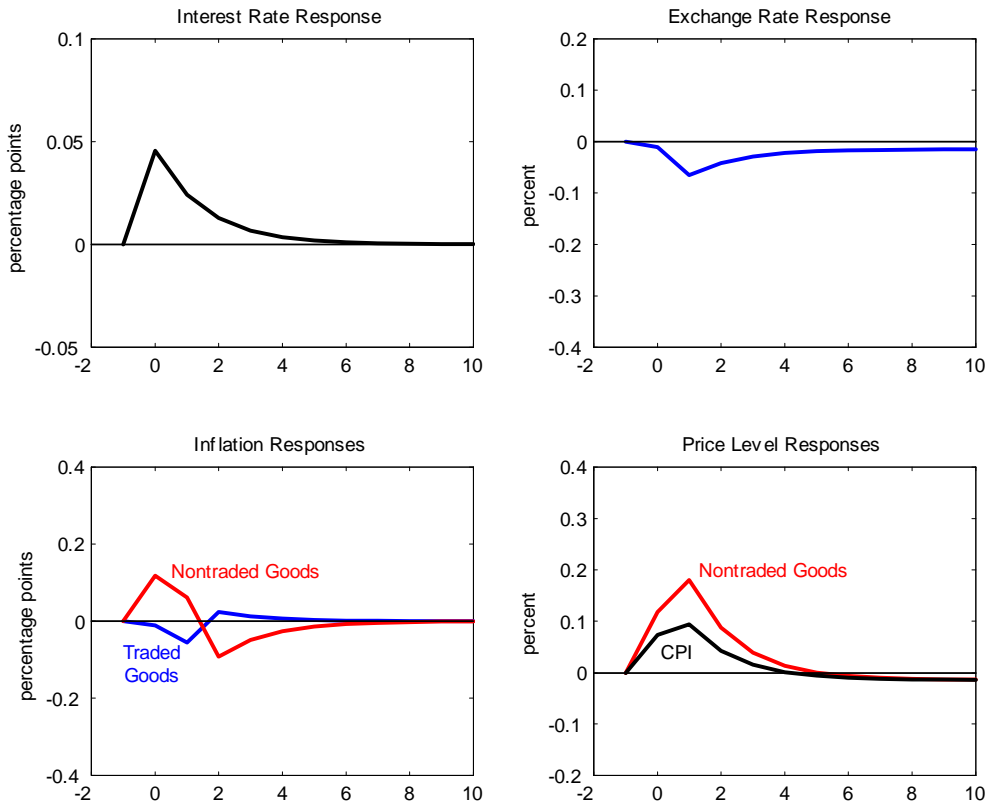 Interest Rate Response
percentage points
0.1
0.05
0
-0.05
-2 0 2 4 6 8 10
Exchange Rate Response
percent
0.2
0.1
0
-0.1
-0.2
-0.3
-0.4
-2 0 2 4 6 8 10
Inflation Responses
percentage points
0.4
0.2
0
-0.2
-0.4
Nontraded Goods
Traded
Goods
-2 0 2 4 6 8 10
Price Level Responses
percent
0.4
0.3
0.2
0.1
0
-0.1
-0.2
Nontraded Goods
CPI
-2 0 2 4 6 8 10